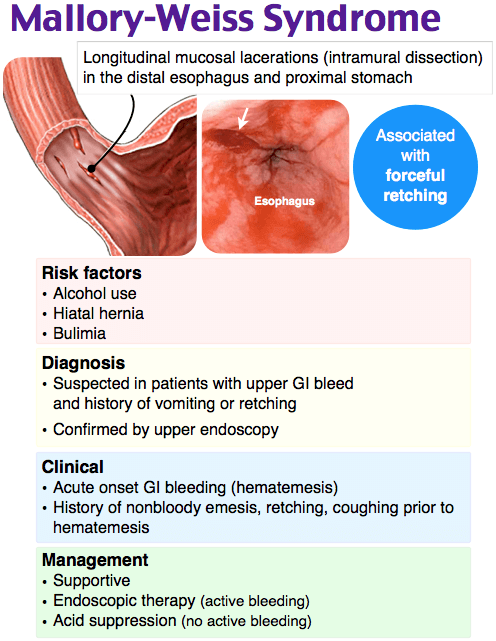 Mallory-Weiss Syndrome
Longitudinal mucosal lacerations (intramural dissection)
in the distal esophagus and proximal stomach
Associated
with
forceful
retching
Esophagus
Risk factors
• Alcohol use
• Hiatal hernia
• Bulimia
Diagnosis
• Suspected in patients with upper GI bleed
and history of vomiting or retching
• Confirmed by upper endoscopy
Clinical
• Acute onset GI bleeding (hematemesis)
• History of nonbloody emesis, retching, coughing prior to
hematemesis
Management
• Supportive
• Endoscopic therapy (active bleeding)
• Acid suppression (no active bleeding)